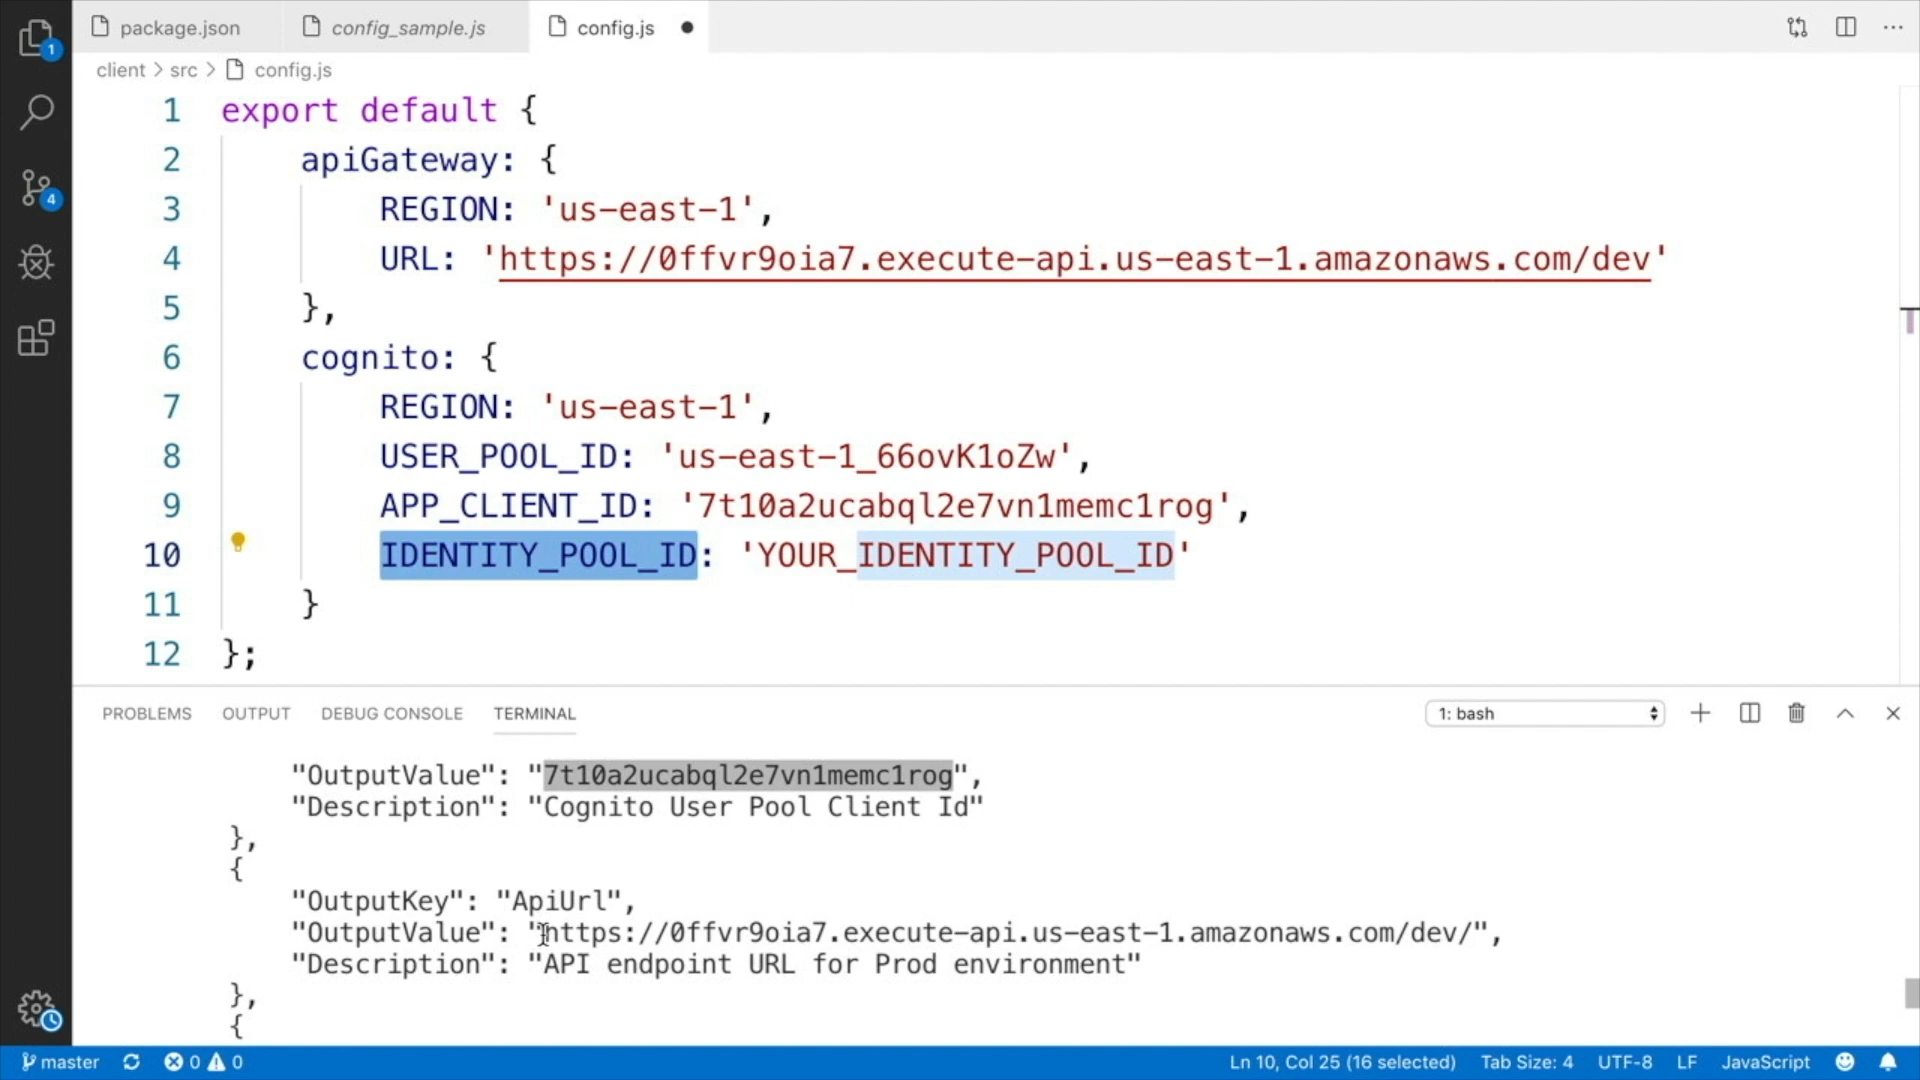 package.json
config_sample.js
config.js
client > src > config.js
1 export default {
2 apiGateway: {
3 REGION: 'us-east-1',
4 URL: 'https://0ffvr9oia7.execute-api.us-east-1.amazonaws.com/dev'
5 },
6 cognito: {
7 REGION: 'us-east-1',
8 USER_POOL_ID: 'us-east-1_66ovK1oZw',
9 APP_CLIENT_ID: '7t10a2ucabql2e7vn1memc1rog',
10 IDENTITY_POOL_ID: 'YOUR_IDENTITY_POOL_ID'
11 }
12 };
PROBLEMS OUTPUT DEBUG CONSOLE TERMINAL
1: bash
"OutputValue": "7t10a2ucabql2e7vn1memc1rog",
"Description": "Cognito User Pool Client Id"
},
{
"OutputKey": "ApiUrl",
"OutputValue": "https://0ffvr9oia7.execute-api.us-east-1.amazonaws.com/dev/",
"Description": "API endpoint URL for Prod environment"
},
{
1
4
master 0 0 Ln 10, Col 25 (16 selected) Tab Size: 4 UTF-8 LF JavaScript